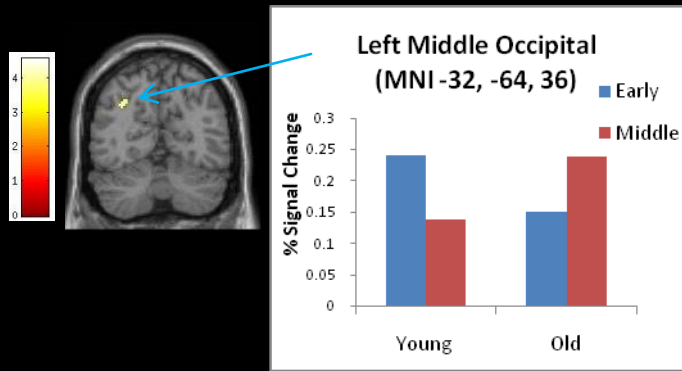 4
3
2
1
0
Left Middle Occipital
(MNI -32, -64, 36)
Early
Middle
% Signal Change
0.3
0.25
0.2
0.15
0.1
0.05
0
Young
Old